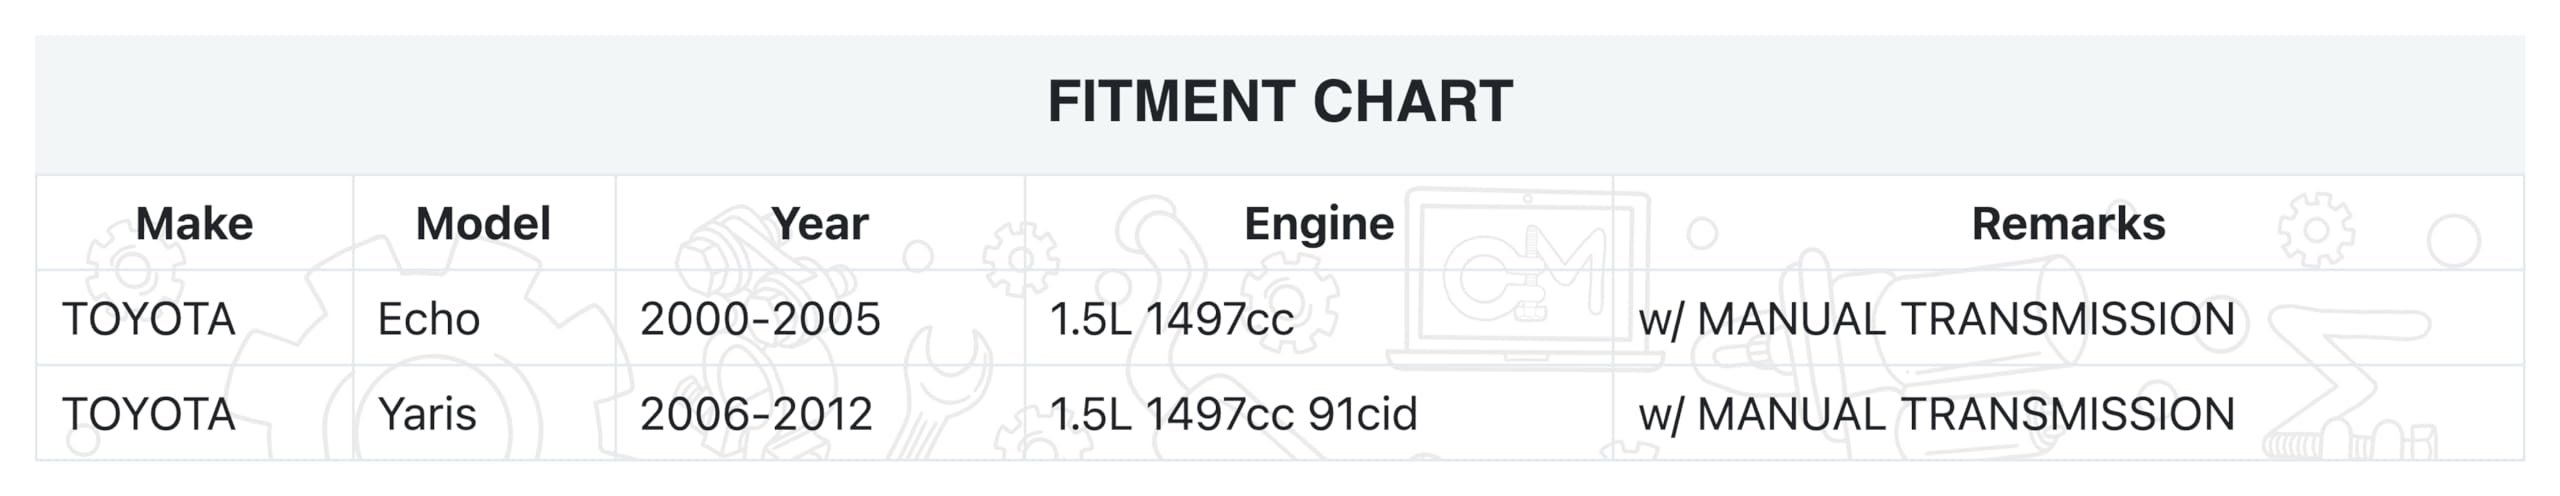 FITMENT CHART
Make Model Year Engine Remarks
TOYOTA Echo 2000-2005 1.5L 1497cc w/ MANUAL TRANSMISSION
TOYOTA Yaris 2006-2012 1.5L 1497cc 91cid w/ MANUAL TRANSMISSION